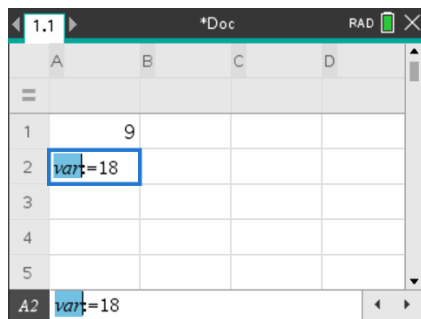 1.1 *Doc RAD
A B C D
=
1 9
2 var:=18
3
4
5
A2 var:=18